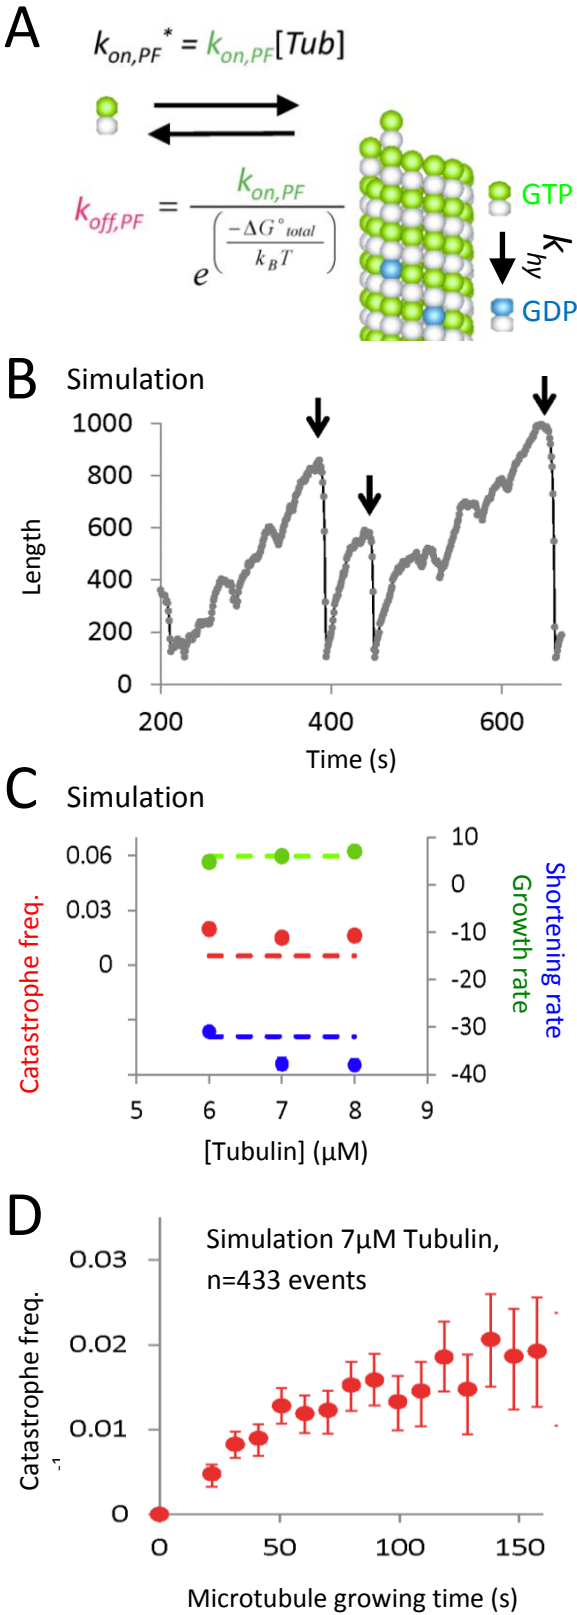 A
k_on,PF* = k_on,PF[Tub]
k_off,PF = k_on,PF / e^(−ΔG°total / k_B T)
GTP
k_hy
GDP
B Simulation
1000
800
600
400
200
0
Length
200 400 600
Time (s)
C Simulation
0.06
0.03
0
Catastrophe freq.
10
0
-10
-20
-30
-40
Growth rate
Shortening rate
5 6 7 8 9
[Tubulin] (µM)
D
Simulation 7µM Tubulin,
n=433 events
0.03
0.02
0.01
0
Catastrophe freq.
-1
0 50 100 150
Microtubule growing time (s)